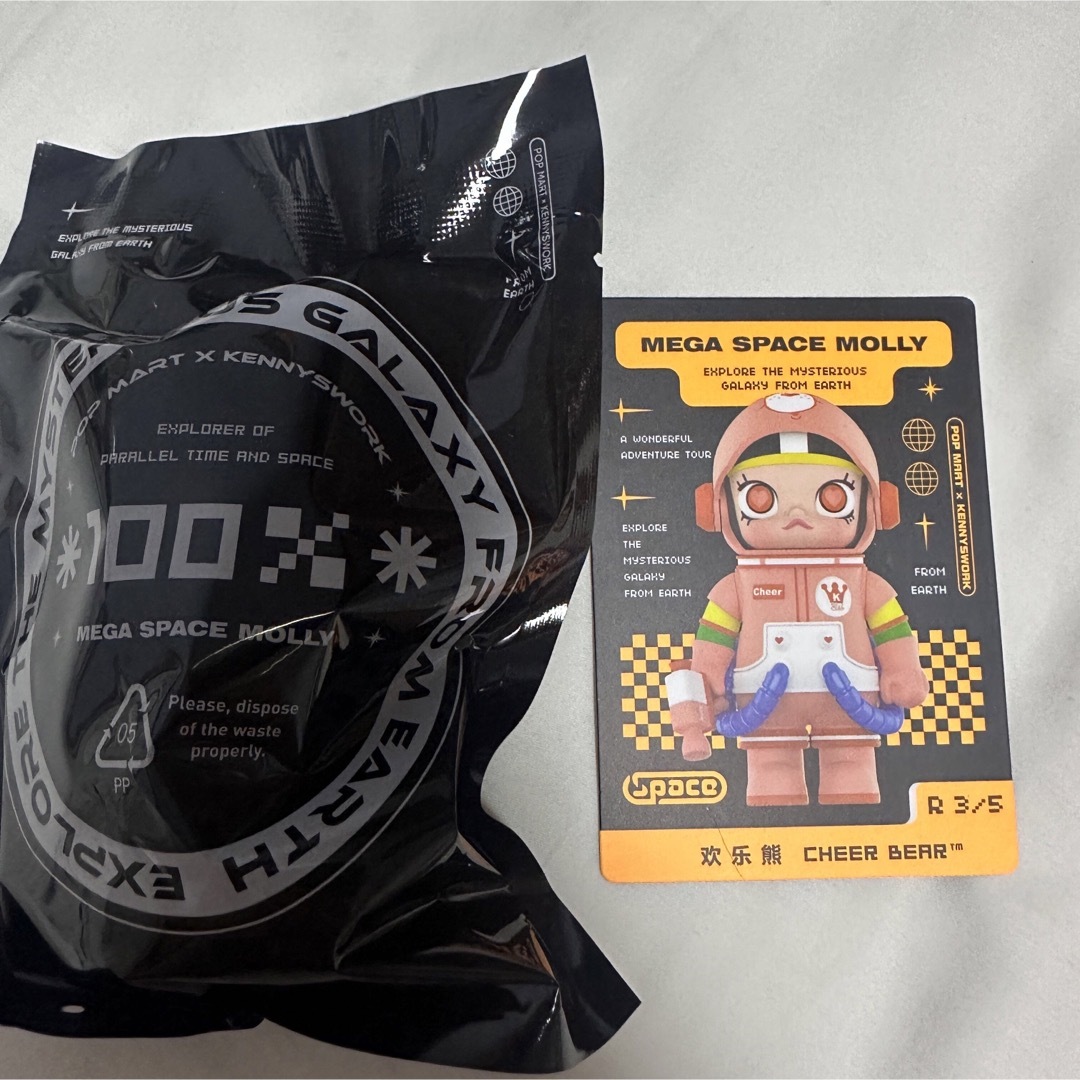 EXPLORE THE MYSTERIOUS
GALAXY FROM EARTH
POP MART × KENNYSWORK
FROM
EARTH
EXPLORE THE MYSTERIOUS GALAXY FROM EARTH
POP MART X KENNYSWORK
EXPLORER OF
PARALLEL TIME AND SPACE
100%
MEGA SPACE MOLLY
05
PP
Please, dispose
of the waste
properly.
MEGA SPACE MOLLY
EXPLORE THE MYSTERIOUS
GALAXY FROM EARTH
A WONDERFUL
ADVENTURE TOUR
EXPLORE
THE
MYSTERIOUS
GALAXY
FROM EARTH
POP MART × KENNYSWORK
FROM
EARTH
Cheer
K
Space
R 3/5
欢乐熊 CHEER BEAR™